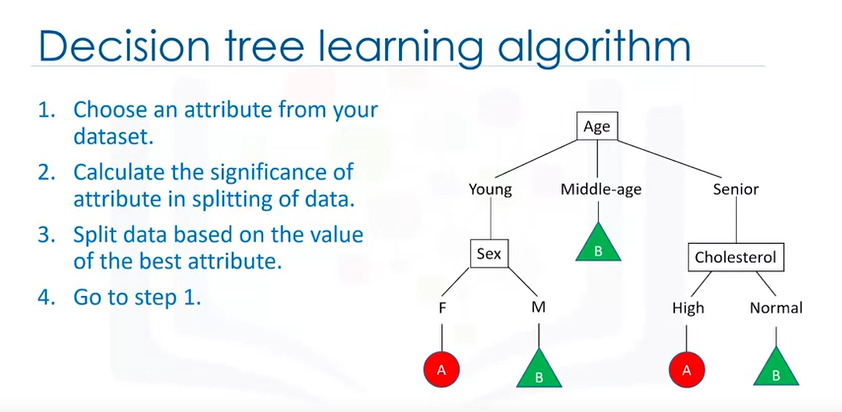 Decision tree learning algorithm
1. Choose an attribute from your
dataset.
2. Calculate the significance of
attribute in splitting of data.
3. Split data based on the value
of the best attribute.
4. Go to step 1.
Age
Young Middle-age Senior
Sex B Cholesterol
F M High Normal
A B A B